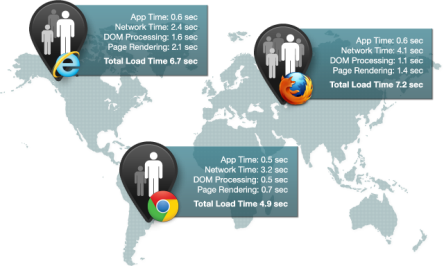 App Time: 0.6 sec
Network Time: 2.4 sec
DOM Processing: 1.6 sec
Page Rendering: 2.1 sec
Total Load Time 6.7 sec
App Time: 0.6 sec
Network Time: 4.1 sec
DOM Processing: 1.1 sec
Page Rendering: 1.4 sec
Total Load Time 7.2 sec
App Time: 0.5 sec
Network Time: 3.2 sec
DOM Processing: 0.5 sec
Page Rendering: 0.7 sec
Total Load Time 4.9 sec